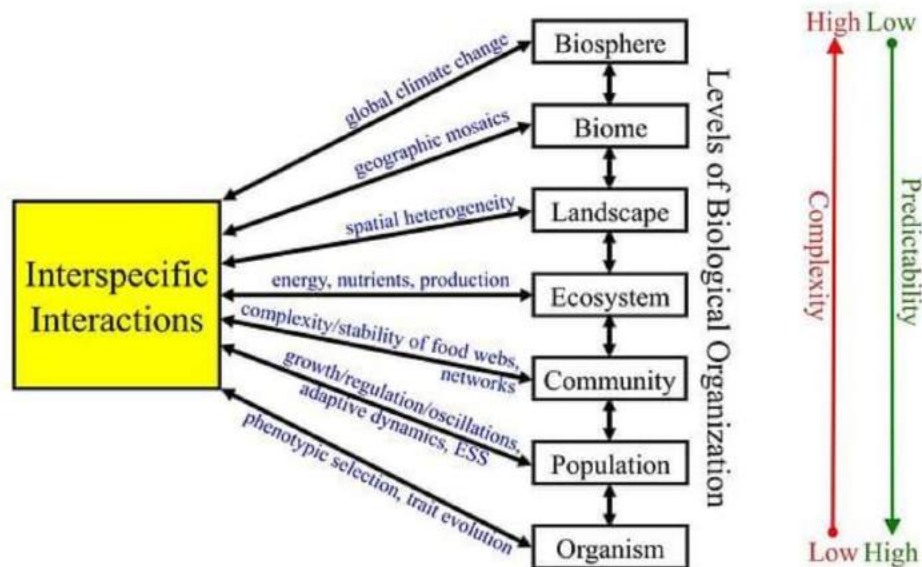 High Low
Biosphere
global climate change
Biome
geographic mosaics
Landscape
spatial heterogeneity
Interspecific
Interactions
energy, nutrients, production
Ecosystem
complexity/stability of food webs,
networks
Community
growth/regulation/oscillations,
adaptive dynamics, ESS
Population
phenotypic selection, trait evolution
Organism
Levels of Biological Organization
Complexity
Predictability
Low High